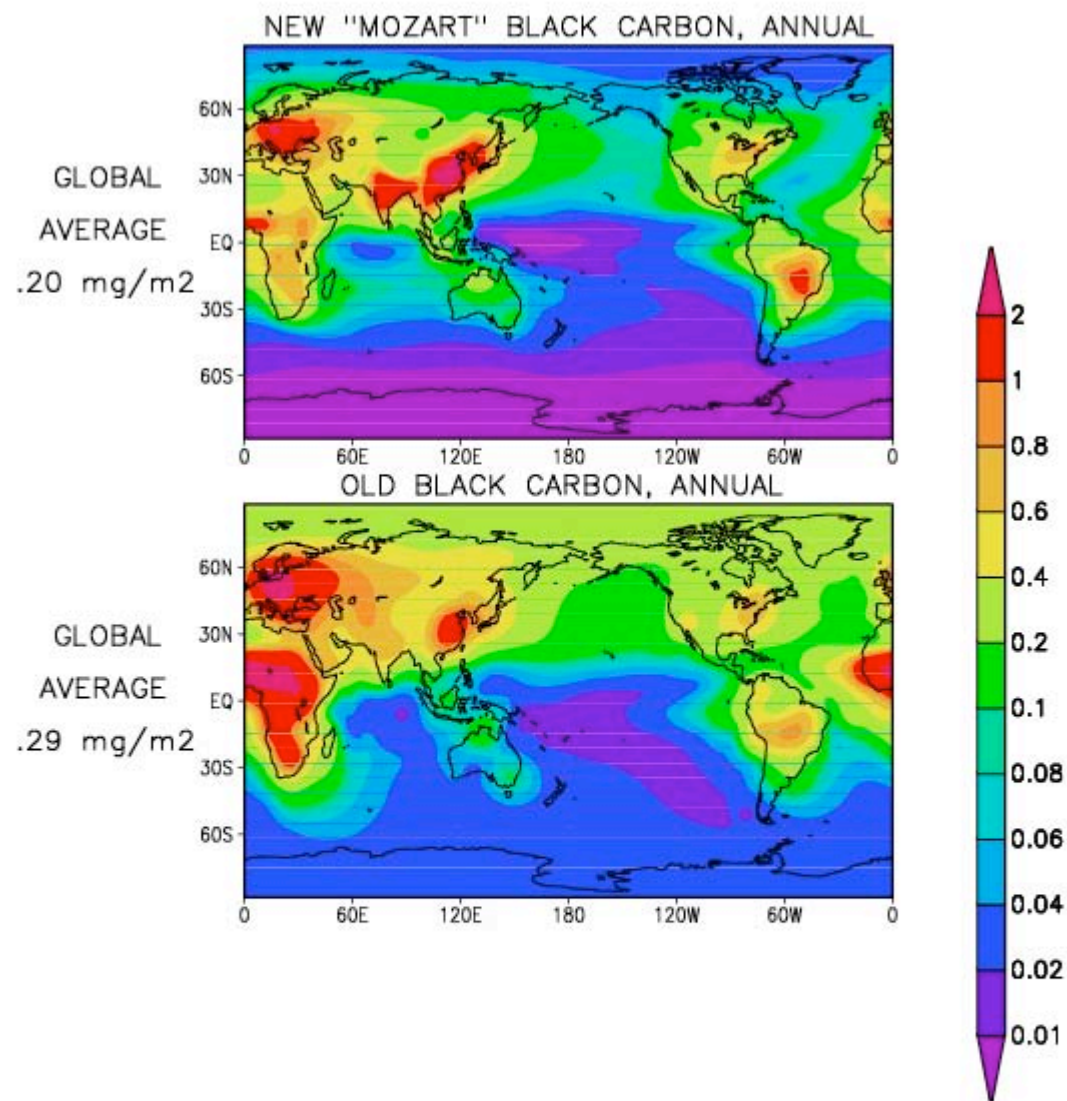 NEW "MOZART" BLACK CARBON, ANNUAL
GLOBAL
AVERAGE
.20 mg/m2
60N
30N
EQ
30S
60S
0 60E 120E 180 120W 60W 0
OLD BLACK CARBON, ANNUAL
GLOBAL
AVERAGE
.29 mg/m2
60N
30N
EQ
30S
60S
0 60E 120E 180 120W 60W 0
2
1
0.8
0.6
0.4
0.2
0.1
0.08
0.06
0.04
0.02
0.01